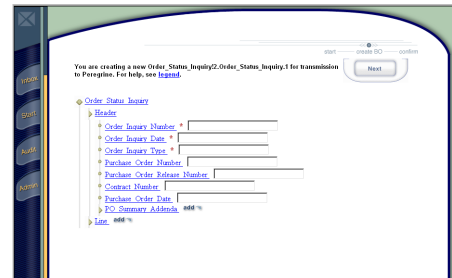 start create BO confirm
You are creating a new Order_Status_Inquiry!2.Order_Status_Inquiry.1 for transmission
to Peregrine. For help, see legend.
Next
Inbox
Start
Audit
Admin
Order Status Inquiry
Header
Order Inquiry Number *
Order Inquiry Date *
Order Inquiry Type *
Purchase Order Number
Purchase Order Release Number
Contract Number
Purchase Order Date
PO Summary Addenda add
Line add